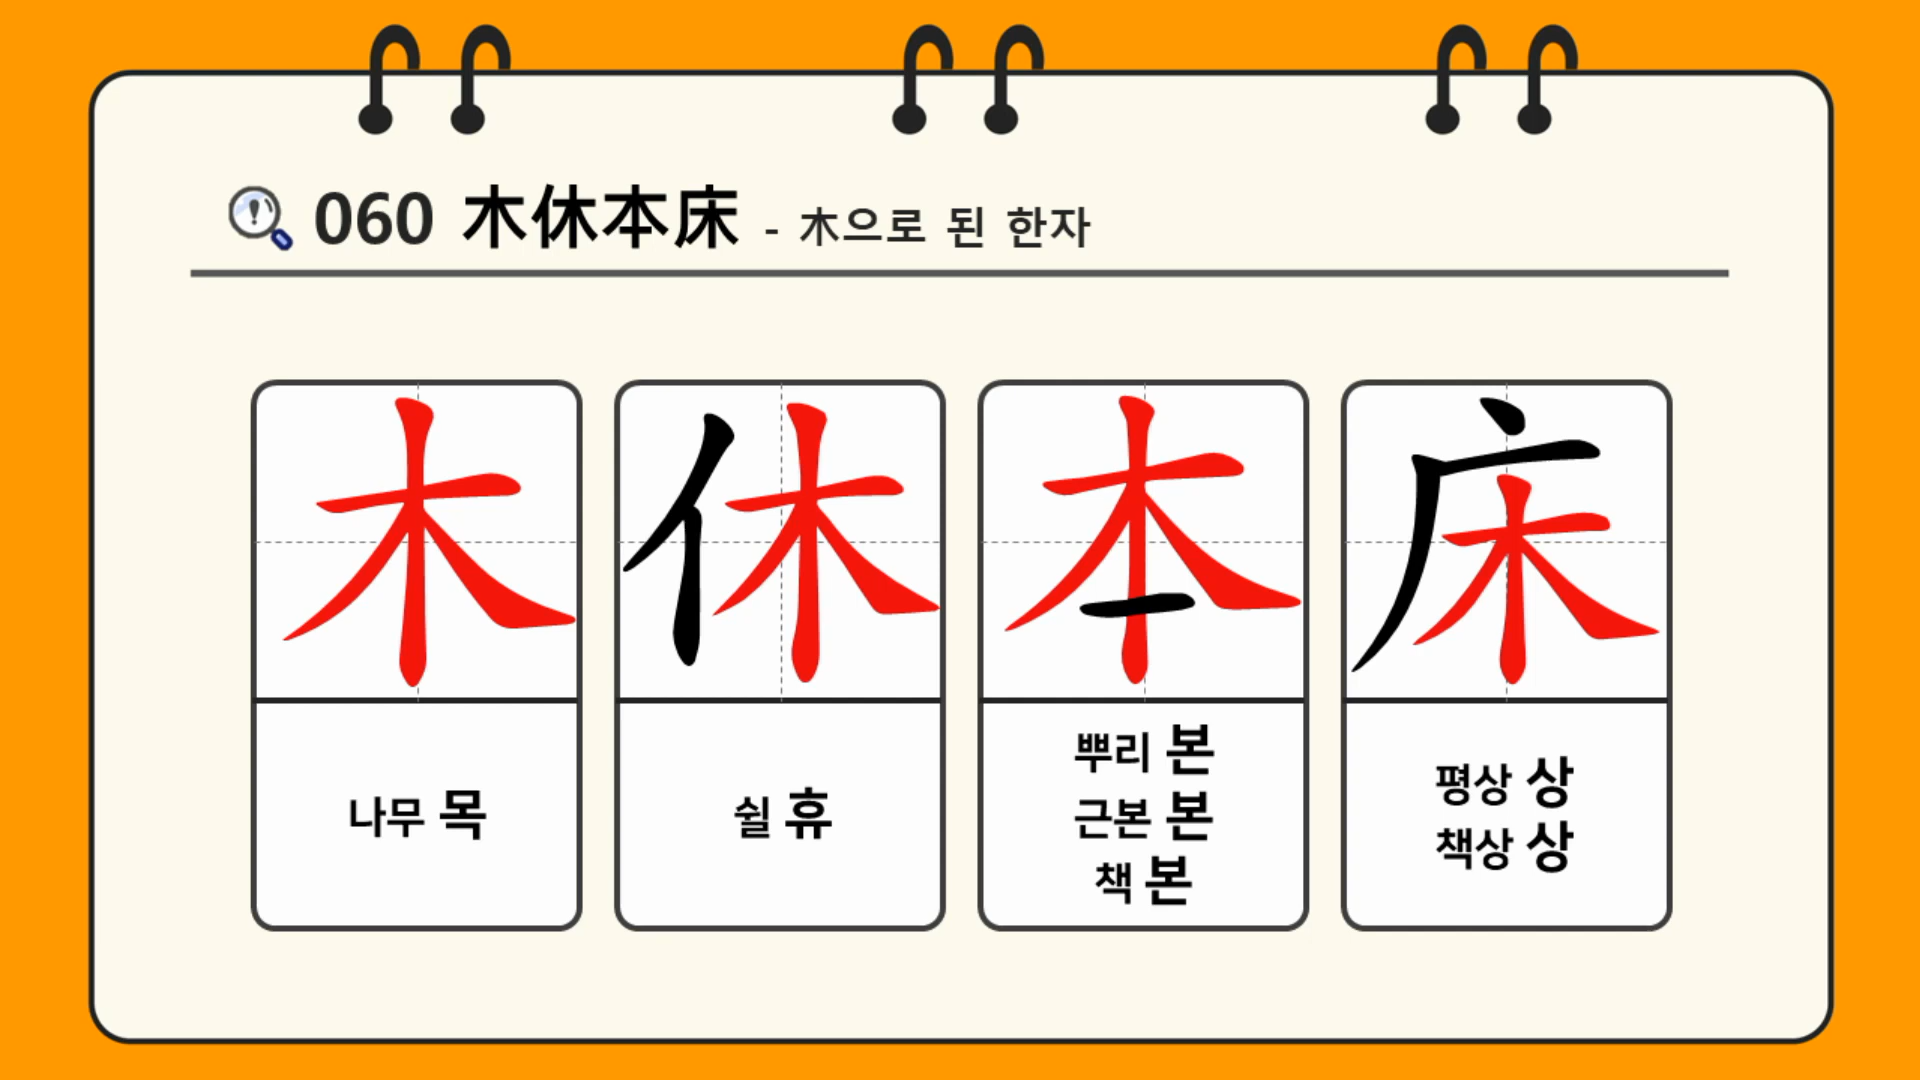 060 木休本床 - 木으로 된 한자
木
休
本
床
나무 목
쉴 휴
뿌리 본
근본 본
책 본
평상 상
책상 상